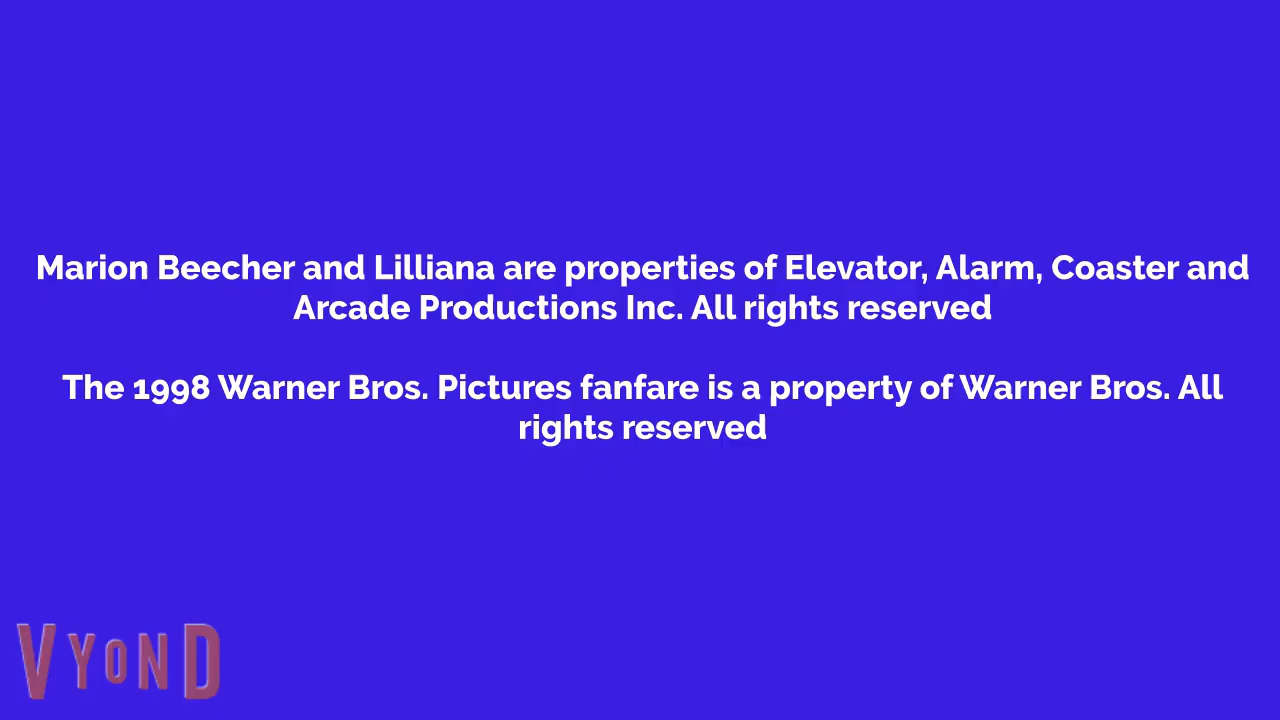 Marion Beecher and Lilliana are properties of Elevator, Alarm, Coaster and
Arcade Productions Inc. All rights reserved
The 1998 Warner Bros. Pictures fanfare is a property of Warner Bros. All
rights reserved
VYOND